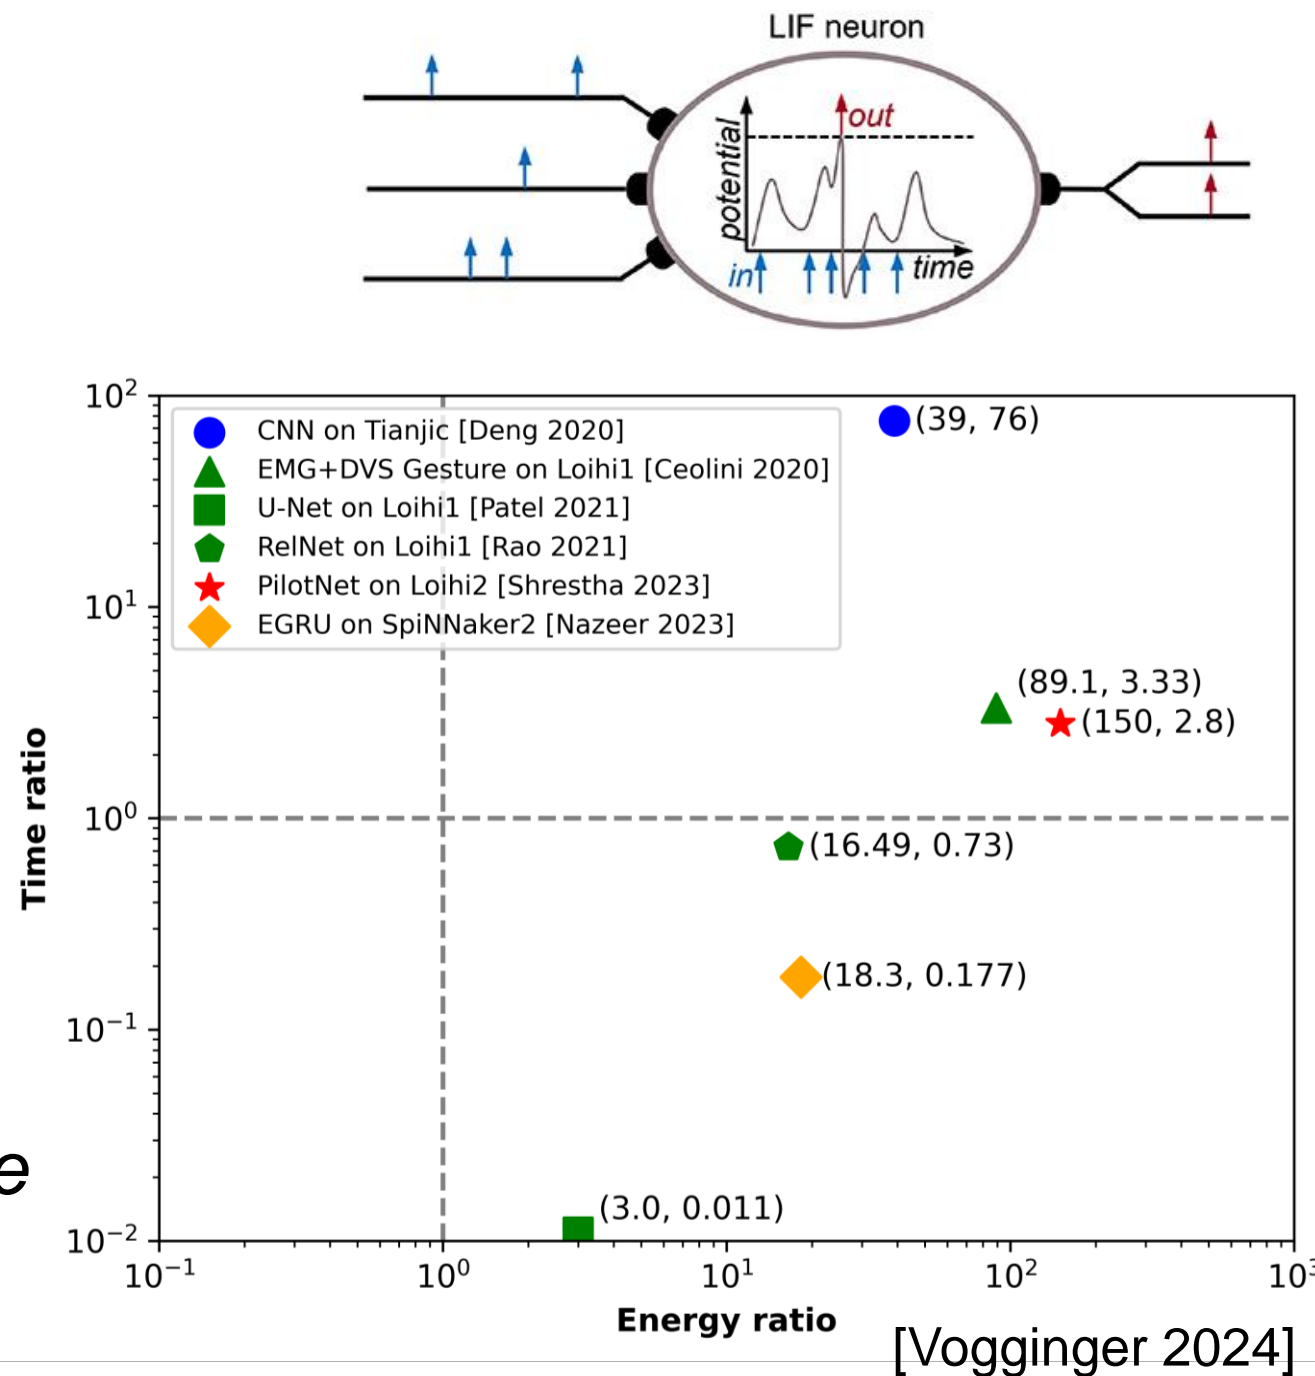 LIF neuron
potential
out
in
time
10²
10¹
10⁰
10⁻¹
10⁻²
Time ratio
CNN on Tianjic [Deng 2020]
EMG+DVS Gesture on Loihi1 [Ceolini 2020]
U-Net on Loihi1 [Patel 2021]
RelNet on Loihi1 [Rao 2021]
PilotNet on Loihi2 [Shrestha 2023]
EGRU on SpiNNaker2 [Nazeer 2023]
(39, 76)
(89.1, 3.33)
(150, 2.8)
(16.49, 0.73)
(18.3, 0.177)
(3.0, 0.011)
e
10⁻¹ 10⁰ 10¹ 10² 10³
Energy ratio
[Vogginger 2024]